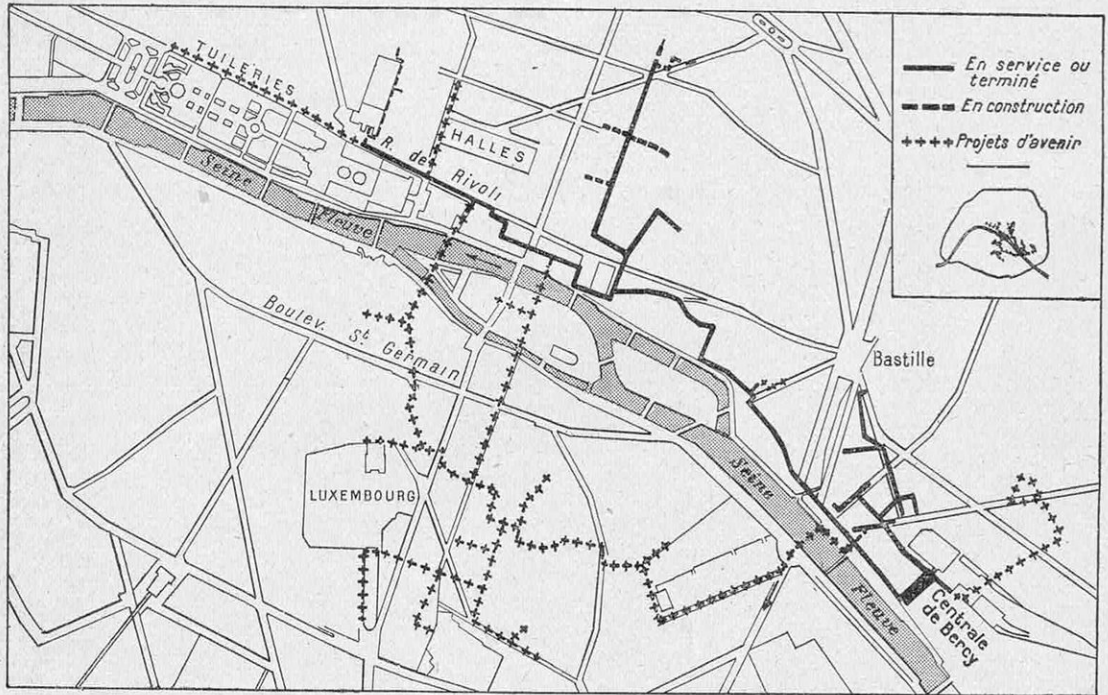 TUILERIES
R. de Rivoli
HALLES
En service ou
terminé
En construction
Projets d'avenir
Seine
Fleuve
Boulev.
St Germain
Bastille
LUXEMBOURG
Seine
Fleuve
Centrale
de Bercy